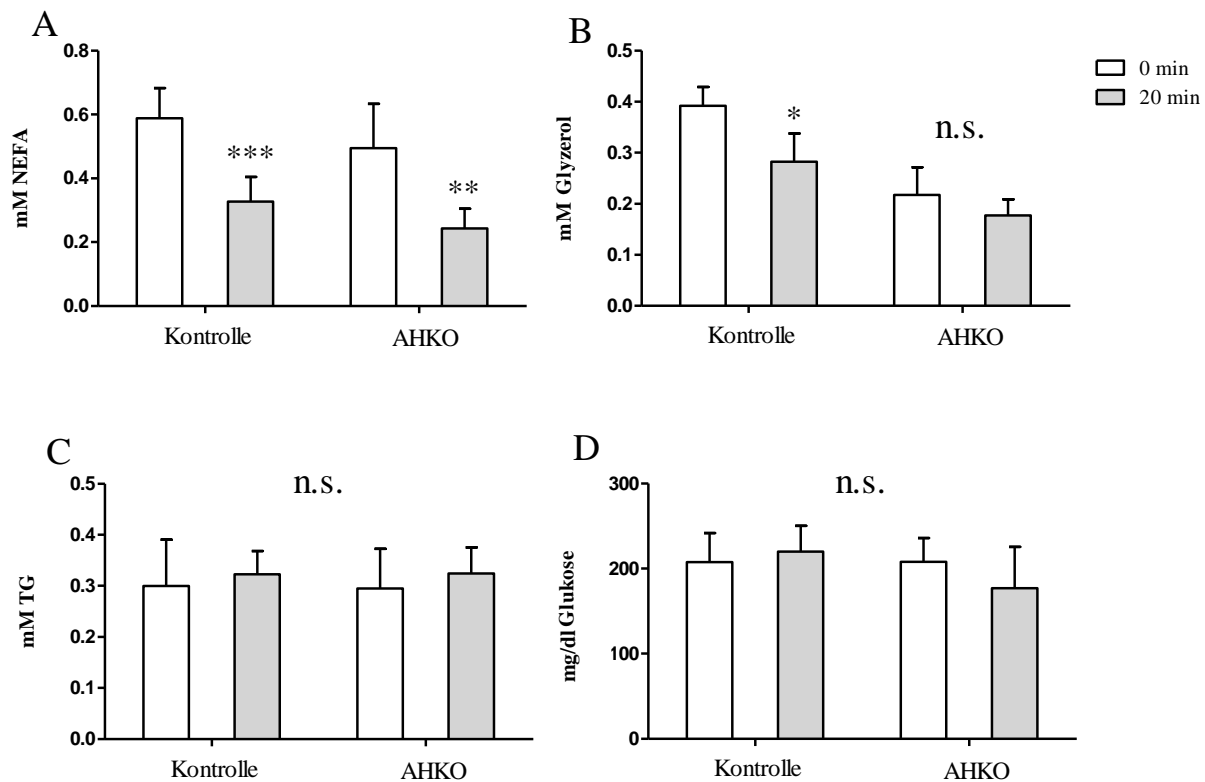 A
0.8
0.6
0.4
0.2
0.0
mM NEFA
***
**
Kontrolle
AHKO
B
0.5
0.4
0.3
0.2
0.1
0.0
mM Glyzerol
*
n.s.
Kontrolle
AHKO
0 min
20 min
C
0.5
0.4
0.3
0.2
0.1
0.0
mM TG
n.s.
Kontrolle
AHKO
D
300
200
100
0
mg/dl Glukose
n.s.
Kontrolle
AHKO